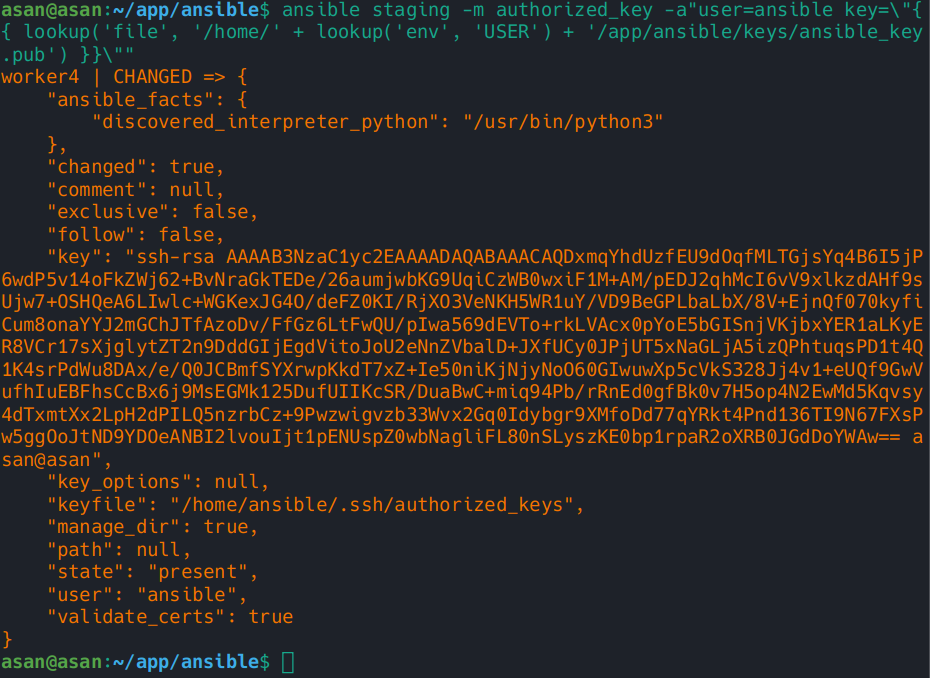 asan@asan:~/app/ansible$ ansible staging -m authorized_key -a"user=ansible key=\"{
{ lookup('file', '/home/' + lookup('env', 'USER') + '/app/ansible/keys/ansible_key
.pub') }}\""
worker4 | CHANGED => {
    "ansible_facts": {
        "discovered_interpreter_python": "/usr/bin/python3"
    },
    "changed": true,
    "comment": null,
    "exclusive": false,
    "follow": false,
    "key": "ssh-rsa AAAAB3NzaC1yc2EAAAADAQABAAACAQDxmqYhdUzfEU9dOqfMLTGjsYq4B6I5jP
6wdP5v14oFkZWj62+BvNraGkTEDe/26aumjwbKG9UqiCzWB0wxiF1M+AM/pEDJ2qhMcI6vV9xlkzdAHf9s
Ujw7+OSHQeA6LIwlc+WGKexJG4O/deFZ0KI/RjXO3VeNKH5WR1uY/VD9BeGPLbaLbX/8V+EjnQf070kyfi
Cum8onaYYJ2mGChJTfAzoDv/FfGz6LtFwQU/pIwa569dEVTo+rkLVAcx0pYoE5bGISnjVKjbxYER1aLKyE
R8VCr17sXjglytZT2n9DddGIjEgdVitoJoU2eNnZVbalD+JXfUCy0JPjUT5xNaGLjA5izQPhtuqsPD1t4Q
1K4srPdWu8DAx/e/Q0JCBmfSYXrwpKkdT7xZ+Ie50niKjNjyNoO60GIwuwXp5cVkS328Jj4v1+eUQf9GwV
ufhIuEBFhsCcBx6j9MsEGMk125DufUIIKcSR/DuaBwC+miq94Pb/rRnEd0gfBk0v7H5op4N2EwMd5Kqvsy
4dTxmtXx2LpH2dPILQ5nzrbCz+9Pwzwigvzb33Wvx2Gq0Idybgr9XMfoDd77qYRkt4Pnd136TI9N67FXsP
w5ggOoJtND9YDOeANBI2lvouIjt1pENUspZ0wbNagliFL80nSLyszKE0bp1rpaR2oXRB0JGdDoYWAw== a
san@asan",
    "key_options": null,
    "keyfile": "/home/ansible/.ssh/authorized_keys",
    "manage_dir": true,
    "path": null,
    "state": "present",
    "user": "ansible",
    "validate_certs": true
}
asan@asan:~/app/ansible$